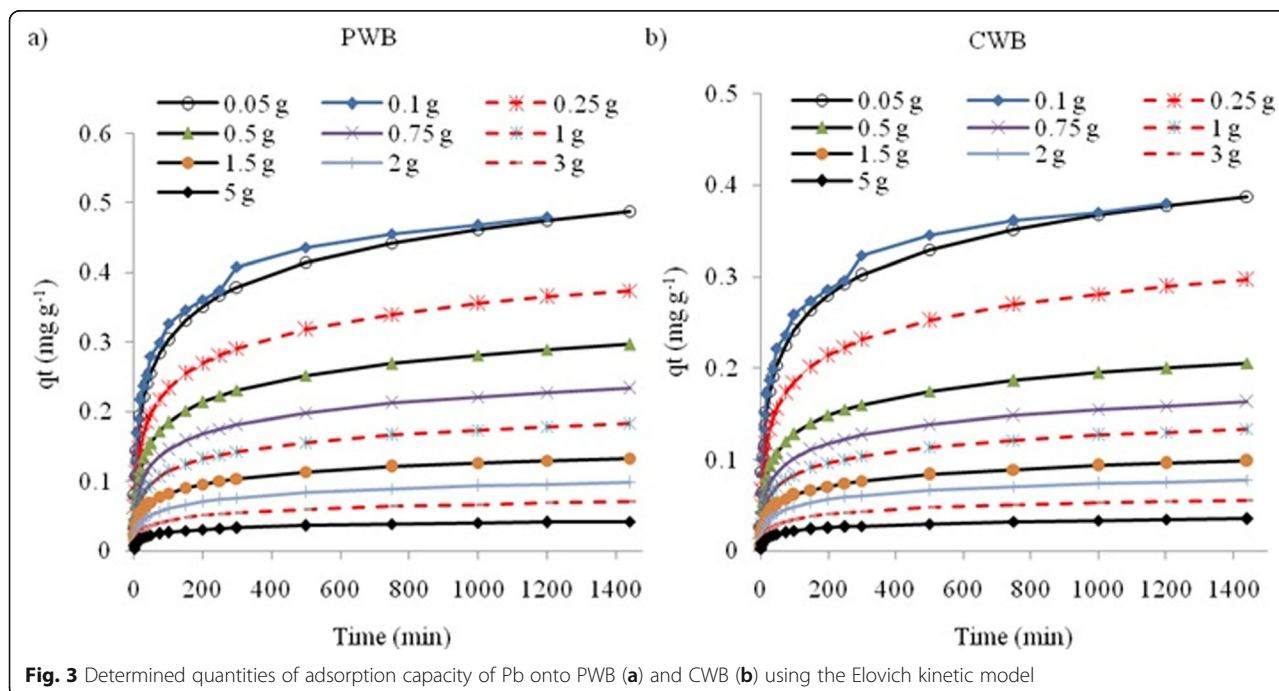 a) PWB
0.05 g 0.1 g 0.25 g
0.5 g 0.75 g 1 g
1.5 g 2 g 3 g
5 g
0.6
0.5
0.4
0.3
0.2
0.1
0
qt (mg g-1)
0 200 400 600 800 1000 1200 1400
Time (min)
b) CWB
0.05 g 0.1 g 0.25 g
0.5 g 0.75 g 1 g
1.5 g 2 g 3 g
5 g
0.5
0.4
0.3
0.2
0.1
0
qt (mg g-1)
0 200 400 600 800 1000 1200 1400
Time (min)
Fig. 3 Determined quantities of adsorption capacity of Pb onto PWB (a) and CWB (b) using the Elovich kinetic model